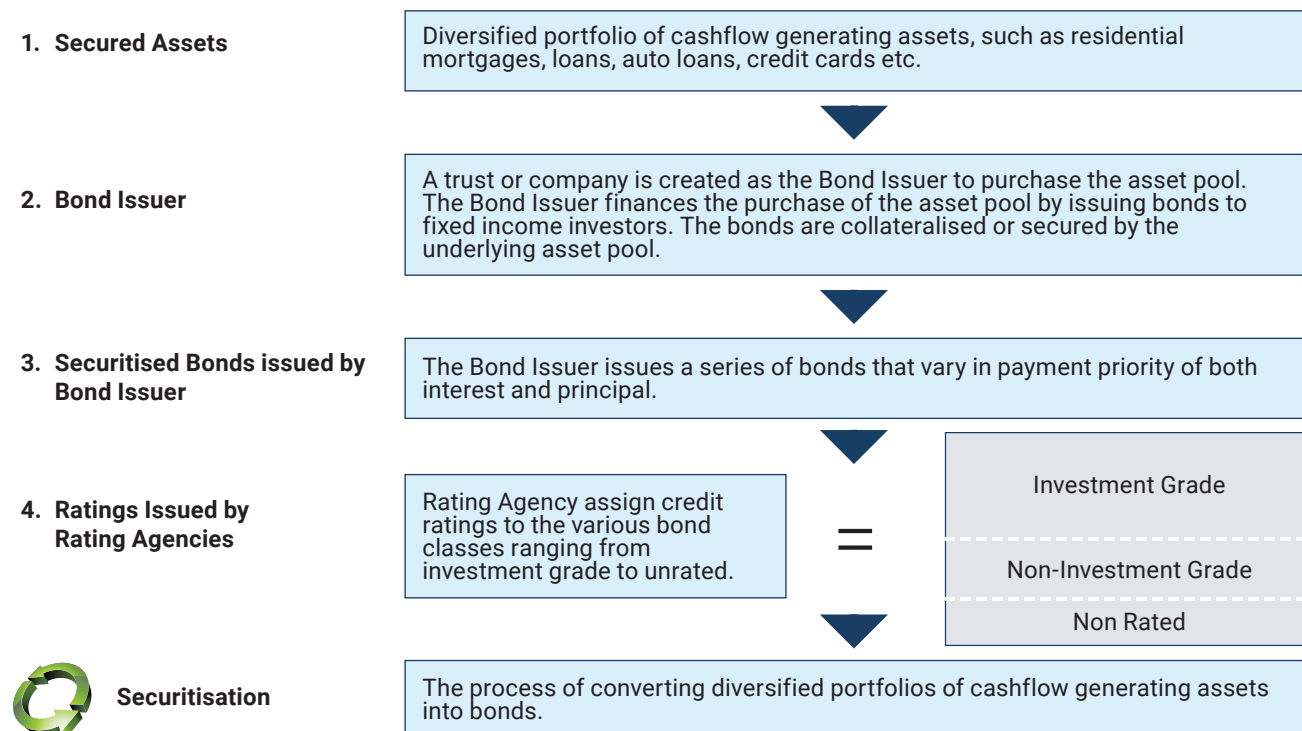 1. Secured Assets
Diversified portfolio of cashflow generating assets, such as residential
mortgages, loans, auto loans, credit cards etc.
2. Bond Issuer
A trust or company is created as the Bond Issuer to purchase the asset pool.
The Bond Issuer finances the purchase of the asset pool by issuing bonds to
fixed income investors. The bonds are collateralised or secured by the
underlying asset pool.
3. Securitised Bonds issued by
Bond Issuer
The Bond Issuer issues a series of bonds that vary in payment priority of both
interest and principal.
4. Ratings Issued by
Rating Agencies
Rating Agency assign credit
ratings to the various bond
classes ranging from
investment grade to unrated.
=
Investment Grade
Non-Investment Grade
Non Rated
Securitisation
The process of converting diversified portfolios of cashflow generating assets
into bonds.